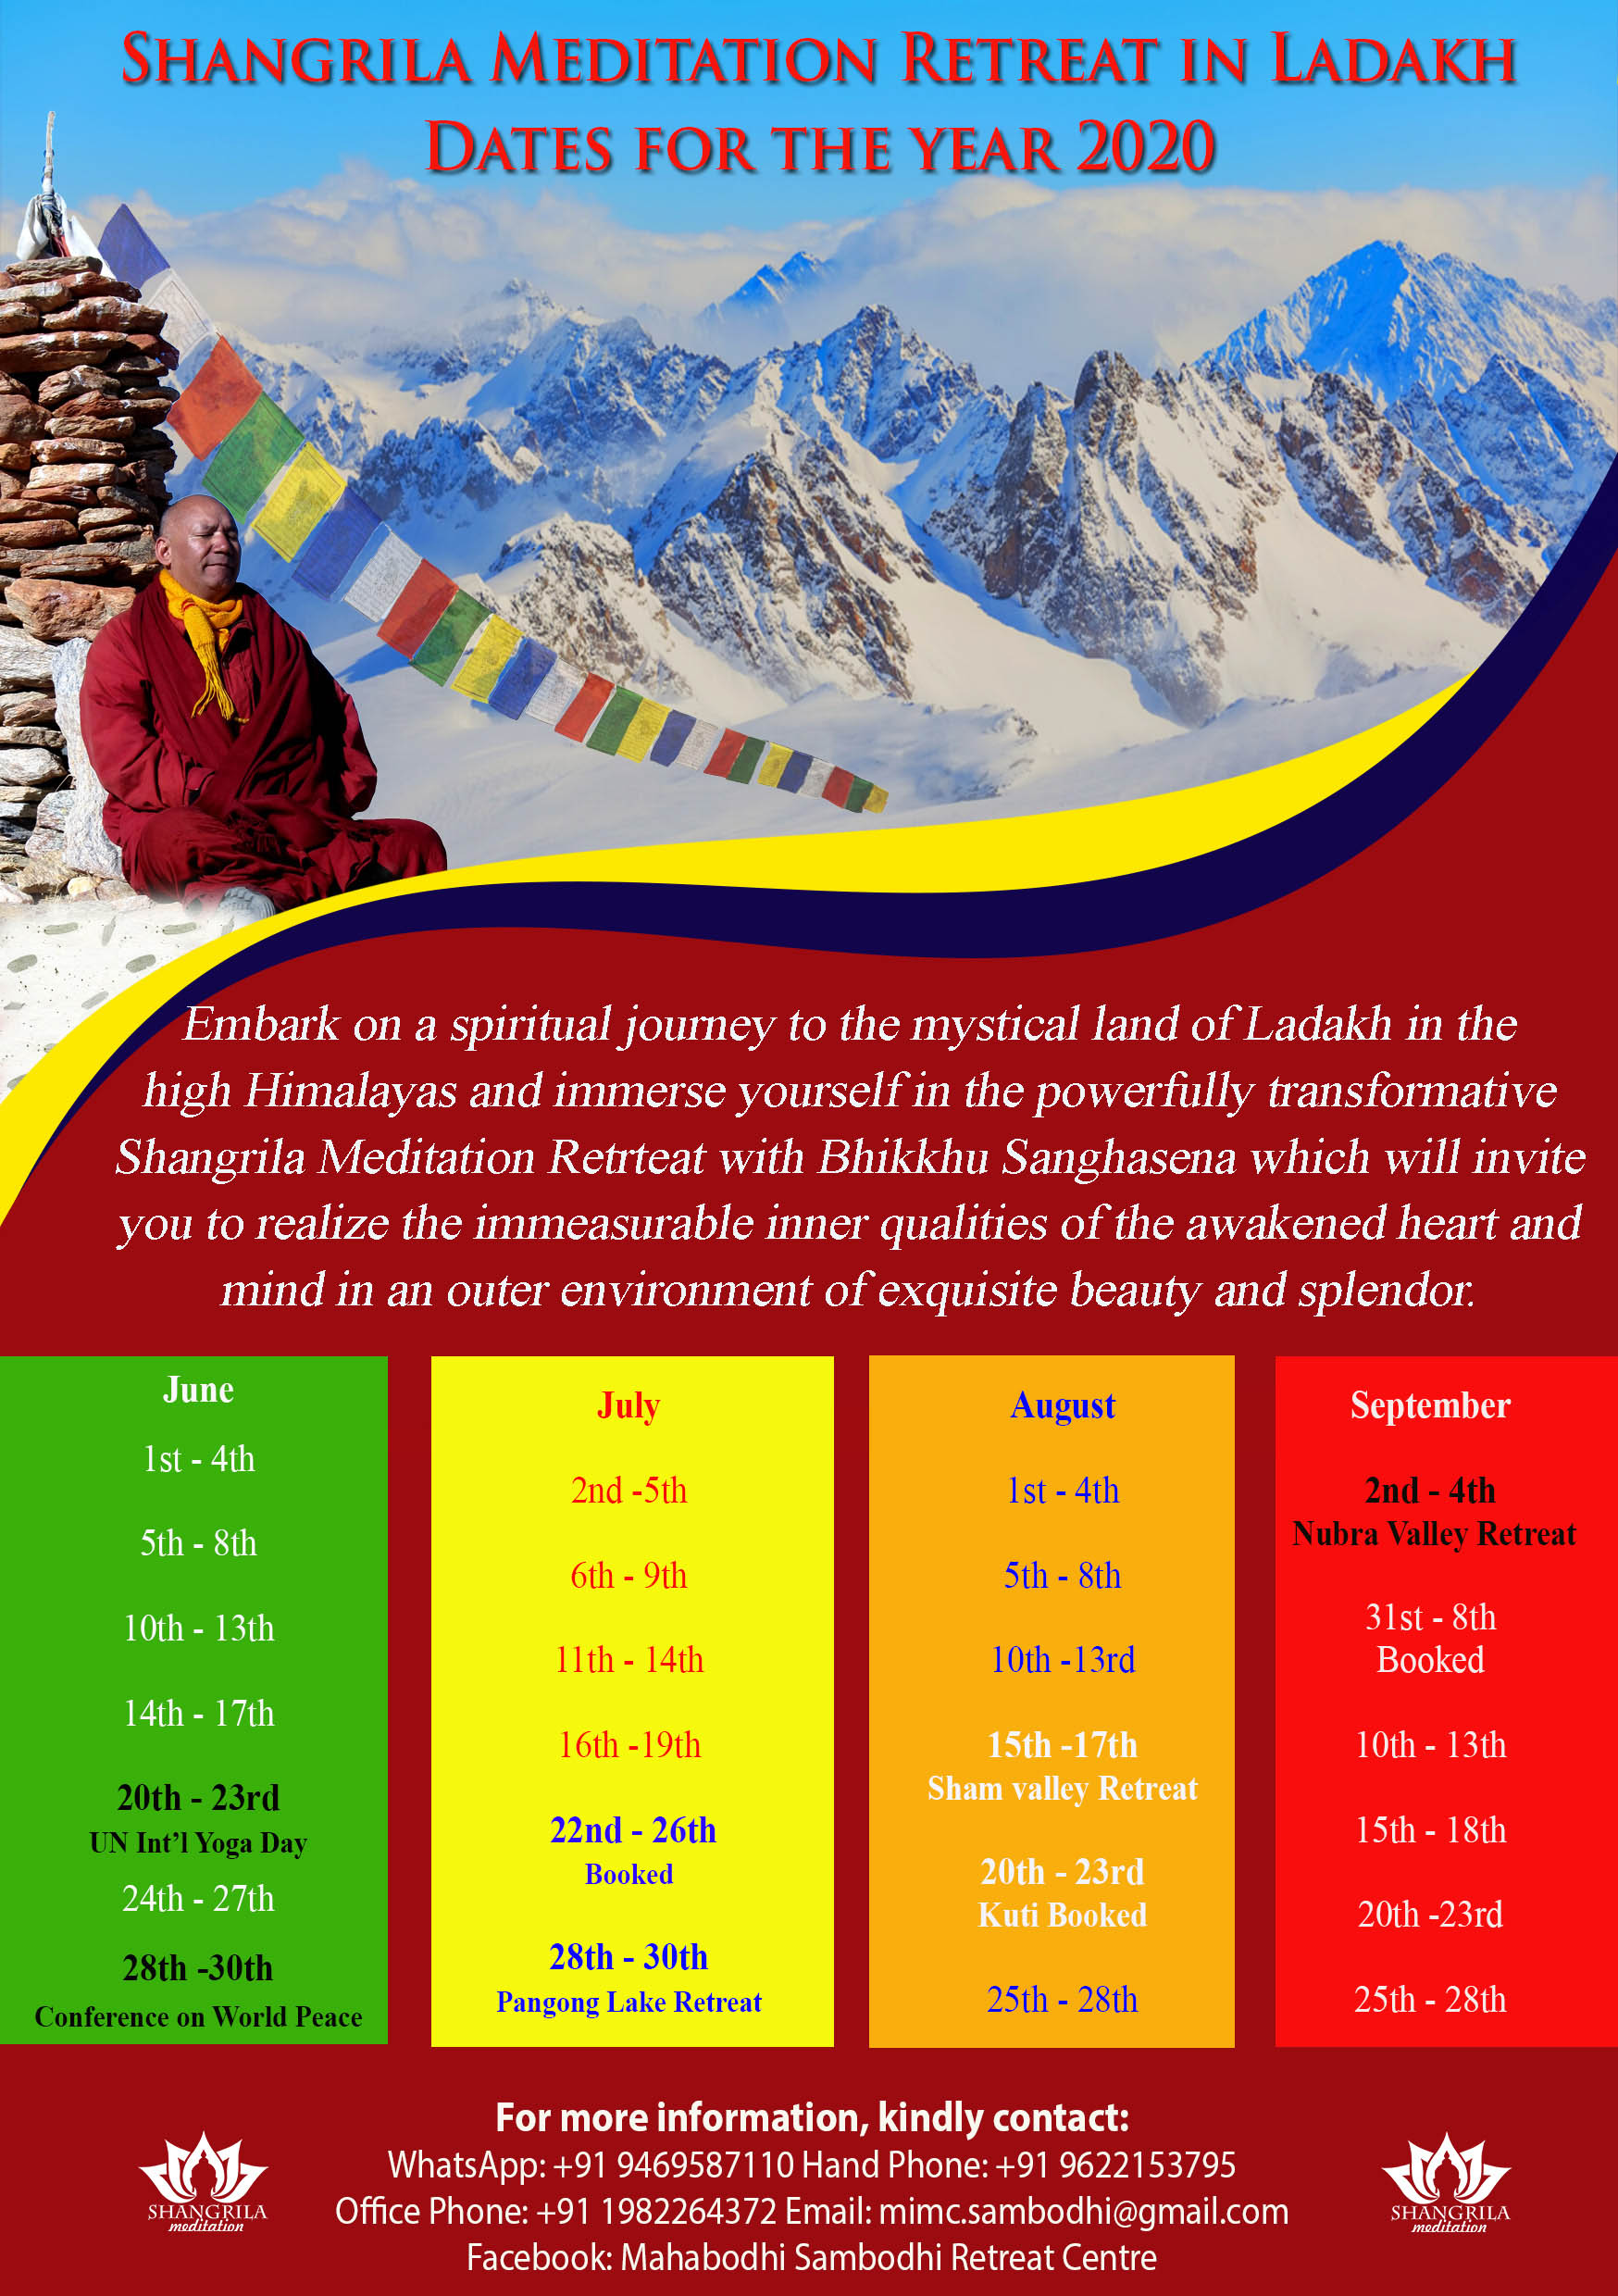 Shangrila Meditation Retreat in Ladakh
Dates for the year 2020
Embark on a spiritual journey to the mystical land of Ladakh in the
high Himalayas and immerse yourself in the powerfully transformative
Shangrila Meditation Retrteat with Bhikkhu Sanghasena which will invite
you to realize the immeasurable inner qualities of the awakened heart and
mind in an outer environment of exquisite beauty and splendor.
June
1st - 4th
5th - 8th
10th - 13th
14th - 17th
20th - 23rd
UN Int'l Yoga Day
24th - 27th
28th -30th
Conference on World Peace
July
2nd -5th
6th - 9th
11th - 14th
16th -19th
22nd - 26th
Booked
28th - 30th
Pangong Lake Retreat
August
1st - 4th
5th - 8th
10th -13rd
15th -17th
Sham valley Retreat
20th - 23rd
Kuti Booked
25th - 28th
September
2nd - 4th
Nubra Valley Retreat
31st - 8th
Booked
10th - 13th
15th - 18th
20th -23rd
25th - 28th
For more information, kindly contact:
WhatsApp: +91 9469587110 Hand Phone: +91 9622153795
Office Phone: +91 1982264372 Email: mimc.sambodhi@gmail.com
Facebook: Mahabodhi Sambodhi Retreat Centre
SHANGRILA
meditation
SHANGRILA
meditation